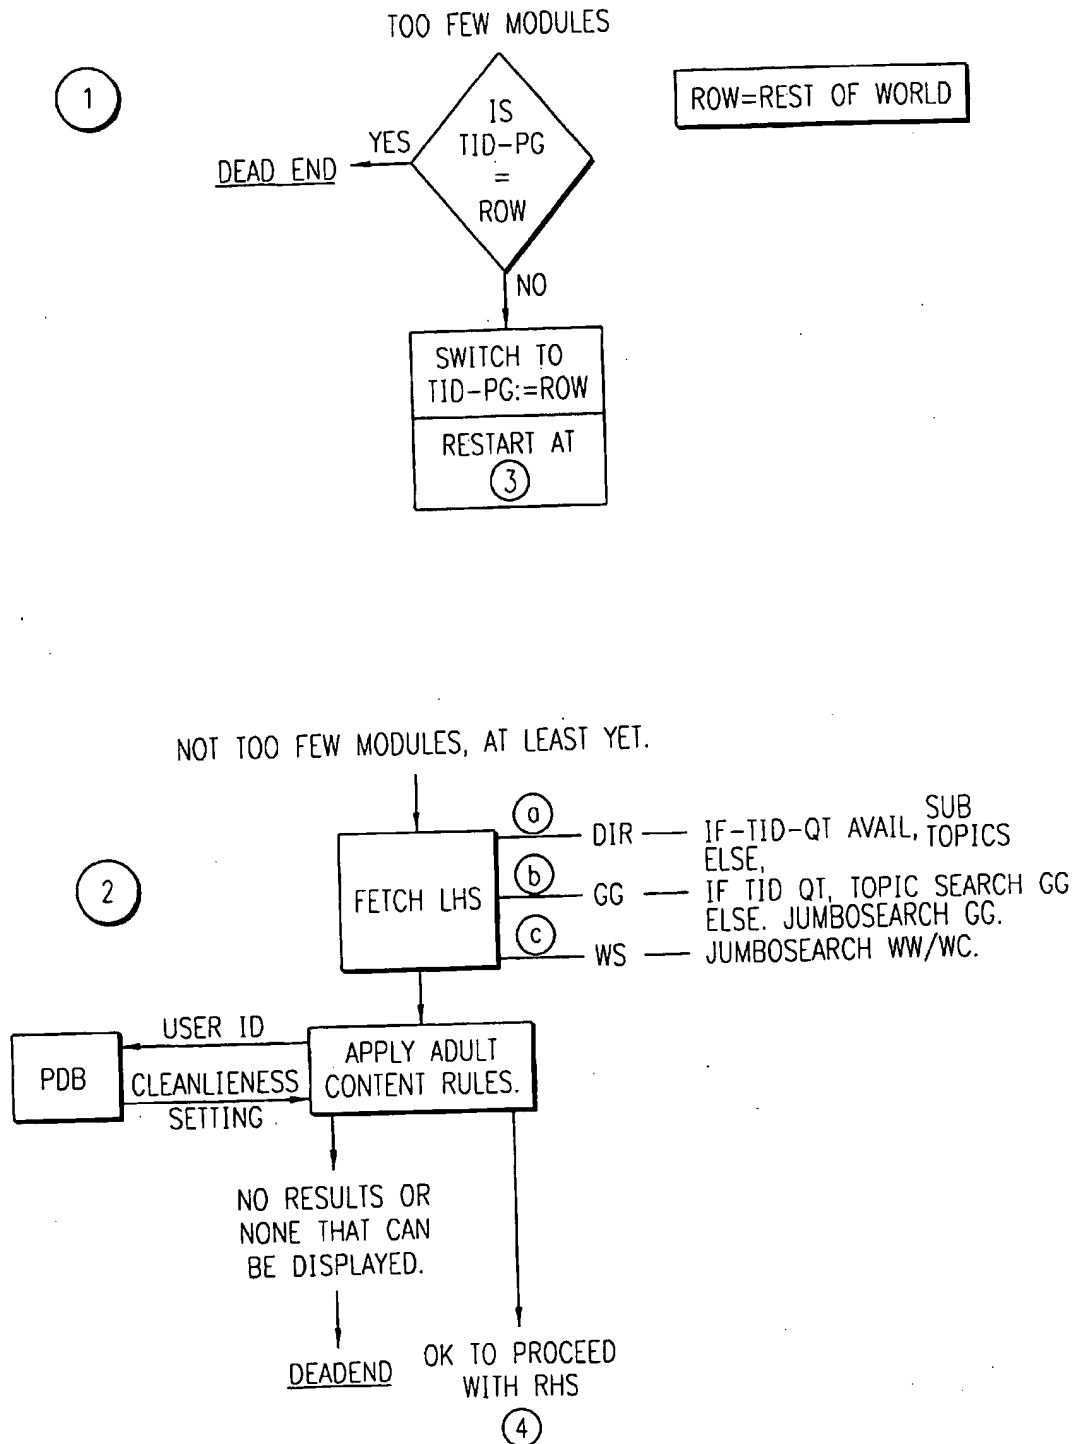 TOO FEW MODULES
1
ROW=REST OF WORLD
IS
TID-PG
=
ROW
YES
DEAD END
NO
SWITCH TO
TID-PG:=ROW
RESTART AT
3
NOT TOO FEW MODULES, AT LEAST YET.
2
FETCH LHS
a
DIR
IF-TID-QT AVAIL, SUB
TOPICS
ELSE,
b
GG
IF TID QT, TOPIC SEARCH GG
ELSE. JUMBOSEARCH GG.
c
WS
JUMBOSEARCH WW/WC.
USER ID
PDB
CLEANLIENESS
SETTING
APPLY ADULT
CONTENT RULES.
NO RESULTS OR
NONE THAT CAN
BE DISPLAYED.
DEADEND
OK TO PROCEED
WITH RHS
4